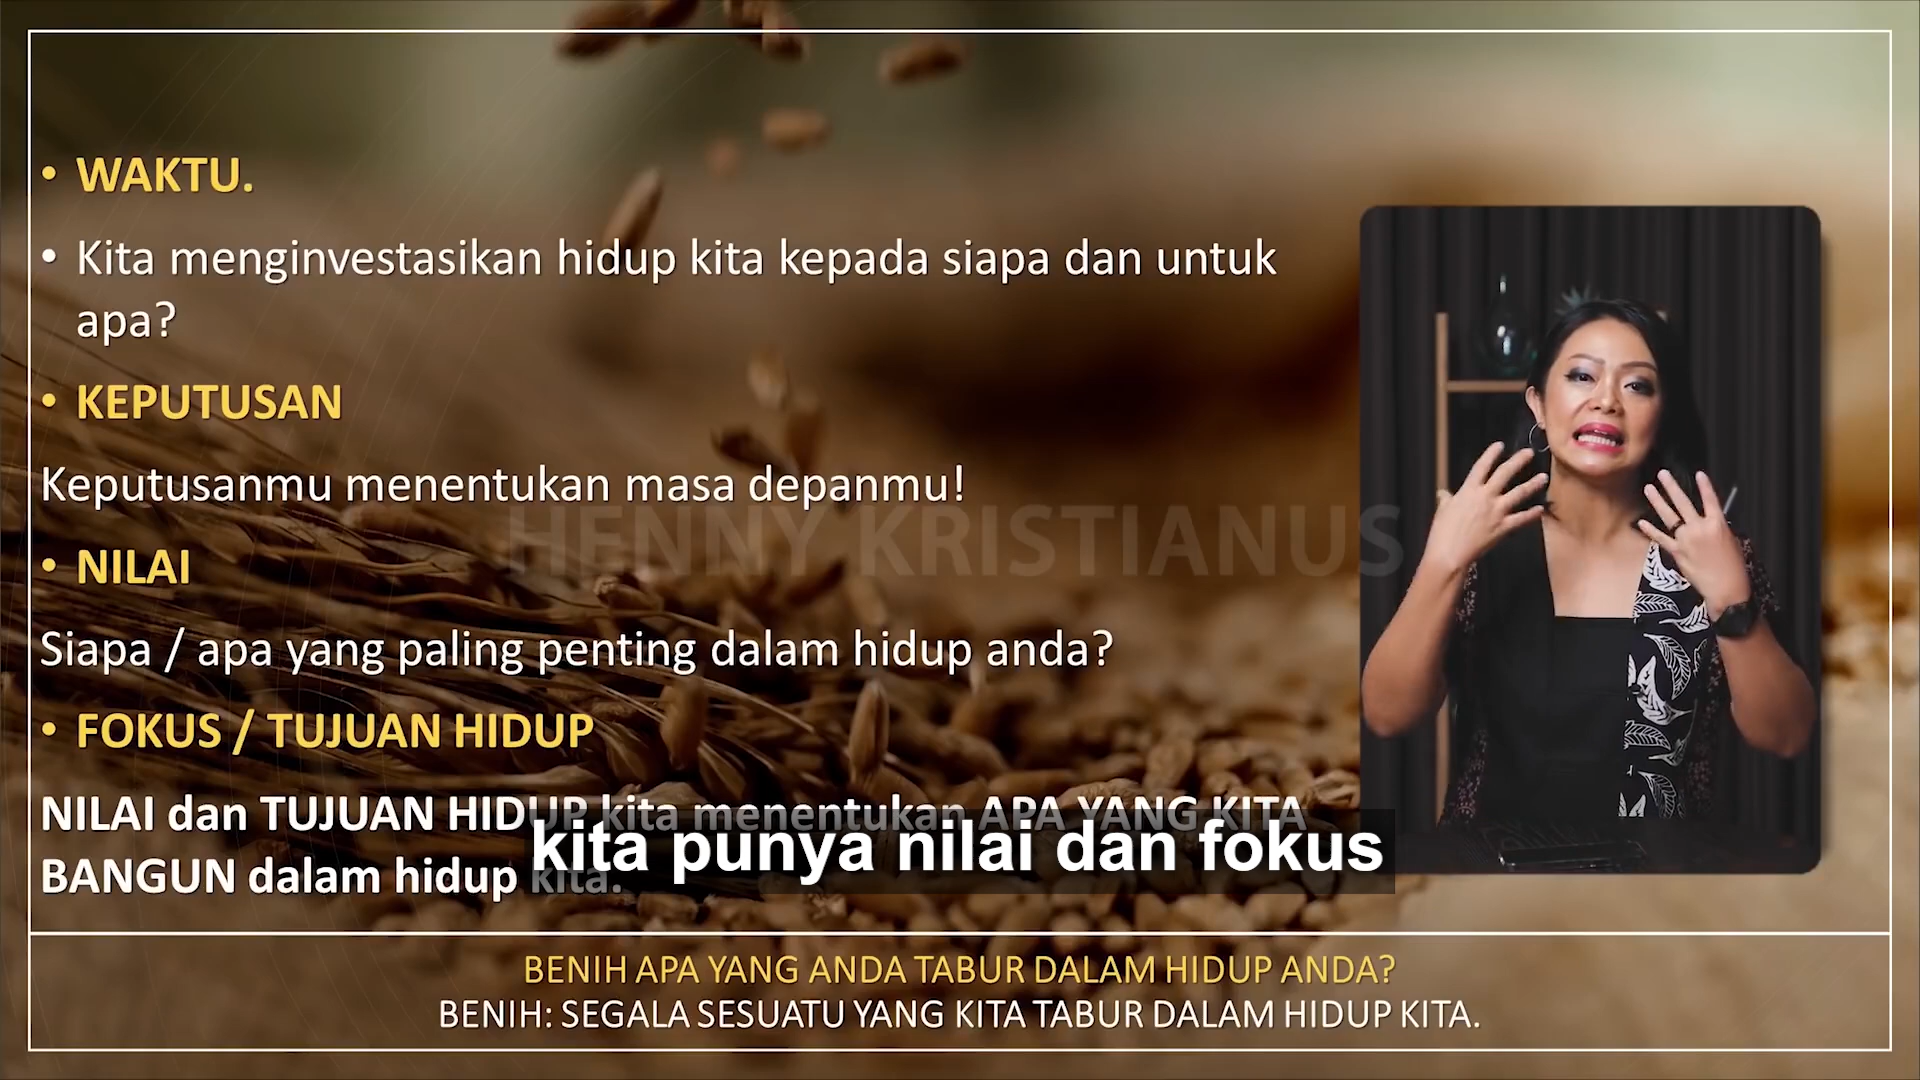 • WAKTU.
• Kita menginvestasikan hidup kita kepada siapa dan untuk
apa?
• KEPUTUSAN
Keputusanmu menentukan masa depanmu!
HENNY KRISTIANUS
• NILAI
Siapa / apa yang paling penting dalam hidup anda?
• FOKUS / TUJUAN HIDUP
NILAI dan TUJUAN HIDUP kita menentukan APA YANG KITA
BANGUN dalam hidup kita.
kita punya nilai dan fokus
BENIH APA YANG ANDA TABUR DALAM HIDUP ANDA?
BENIH: SEGALA SESUATU YANG KITA TABUR DALAM HIDUP KITA.